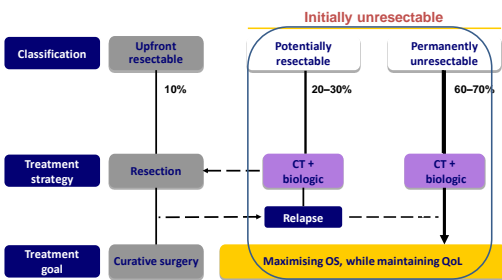 Initially unresectable
Classification
Upfront
resectable
Potentially
resectable
Permanently
unresectable
10%
20–30%
60–70%
Treatment
strategy
Resection
CT +
biologic
CT +
biologic
Relapse
Treatment
goal
Curative surgery
Maximising OS, while maintaining QoL